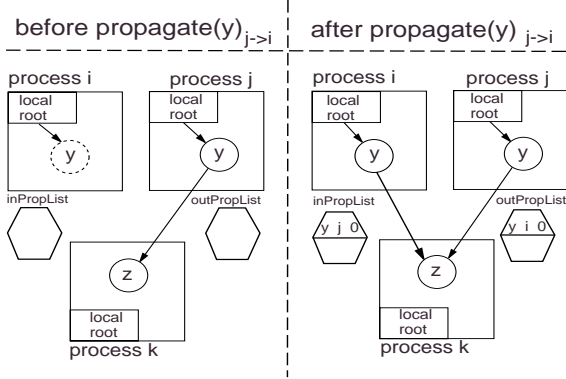 before propagate(y) j->i
process i
process j
local
root
local
root
y
y
inPropList
outPropList
z
local
root
process k
after propagate(y) j->i
process i
process j
local
root
local
root
y
y
inPropList
outPropList
y j 0
y i 0
z
local
root
process k